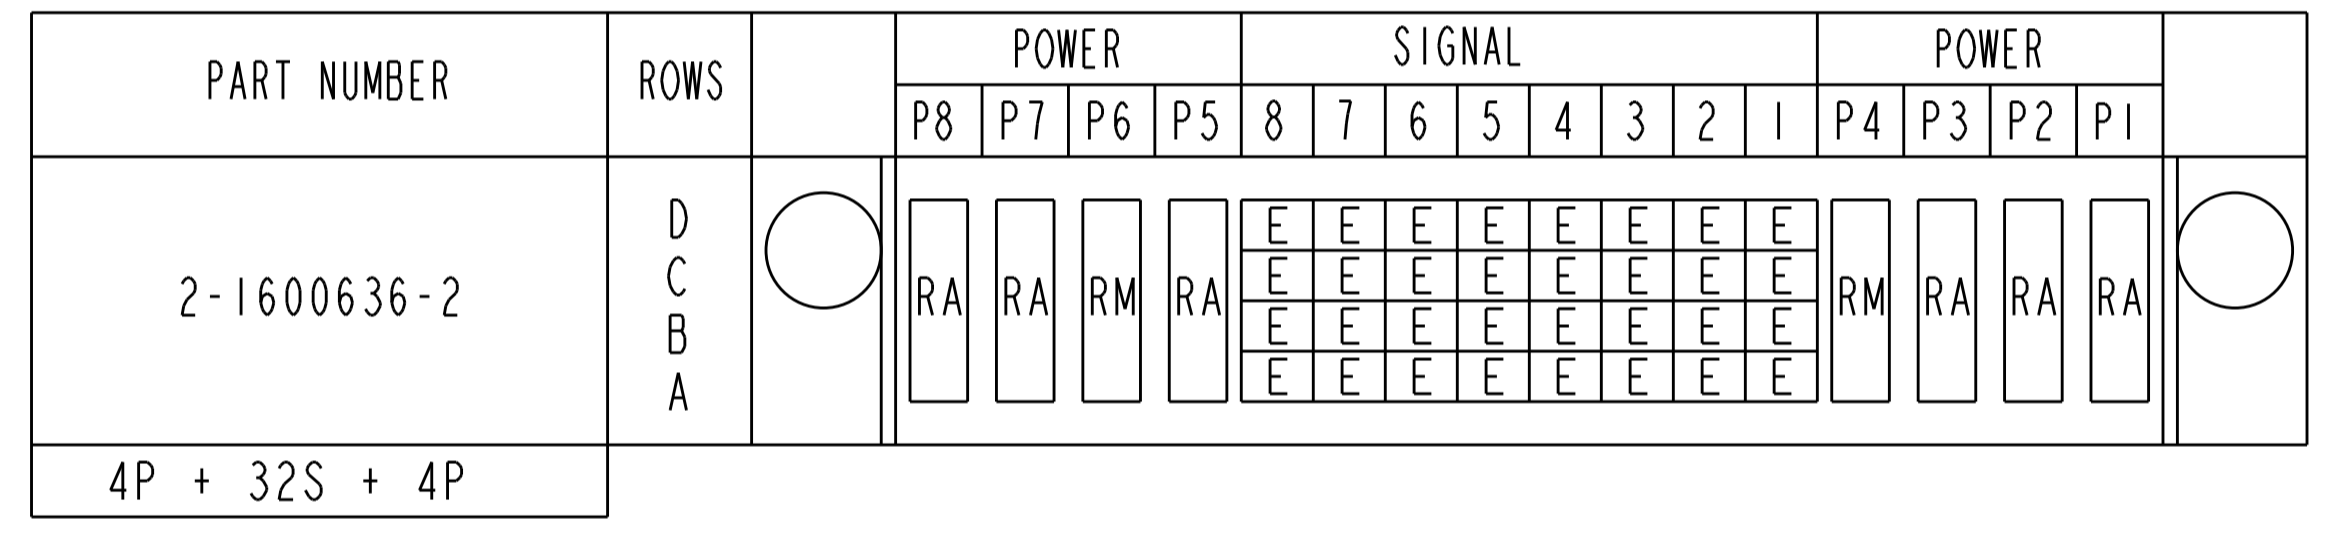 PART NUMBER ROWS POWER SIGNAL POWER
P8 P7 P6 P5 8 7 6 5 4 3 2 1 P4 P3 P2 P1
2-1600636-2
D E E E E E E E E
C E E E E E E E E
RA RA RM RA RM RA RA RA
B E E E E E E E E
A E E E E E E E E
4P + 32S + 4P